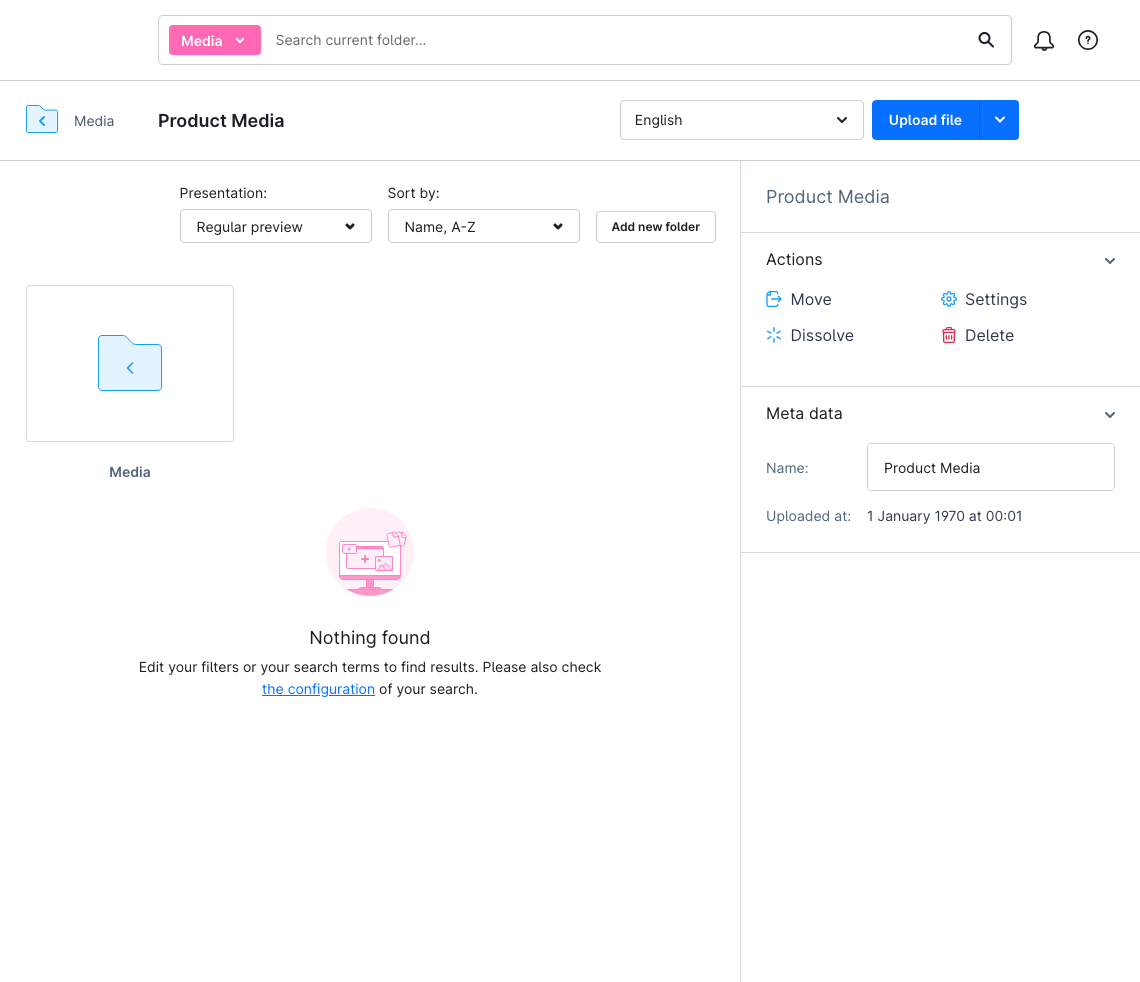 Media
Search current folder...
Media
Product Media
English
Upload file
Presentation:
Sort by:
Regular preview
Name, A-Z
Add new folder
Media
Nothing found
Edit your filters or your search terms to find results. Please also check
the configuration of your search.
Product Media
Actions
Move
Settings
Dissolve
Delete
Meta data
Name:
Product Media
Uploaded at:
1 January 1970 at 00:01